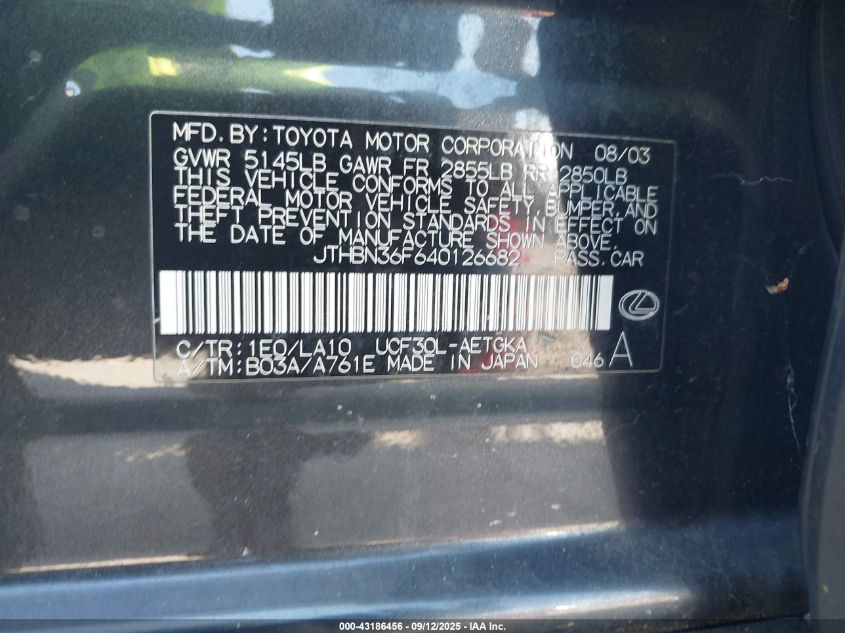 MFD. BY: TOYOTA MOTOR CORPORATION 08/03
GVWR 5145LB GAWR FR 2855LB RR 2850LB
THIS VEHICLE CONFORMS TO ALL APPLICABLE
FEDERAL MOTOR VEHICLE SAFETY, BUMPER, AND
THEFT PREVENTION STANDARDS IN EFFECT ON
THE DATE OF MANUFACTURE SHOWN ABOVE.
JTHBN36F640126682 PASS. CAR
C/TR: 1E0/LA10 UCF30L-AETGKA
A/TM: B03A/A761E MADE IN JAPAN 046 A
000-43186456 - 09/12/2025 - IAA Inc.